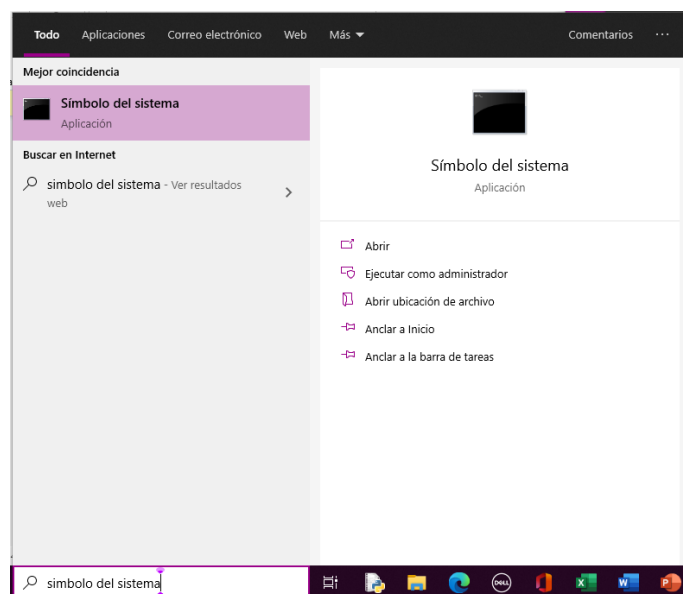 Todo Aplicaciones Correo electrónico Web Más Comentarios ...
Mejor coincidencia
Símbolo del sistema
Aplicación
Buscar en Internet
simbolo del sistema - Ver resultados
web
Símbolo del sistema
Aplicación
Abrir
Ejecutar como administrador
Abrir ubicación de archivo
Anclar a Inicio
Anclar a la barra de tareas
simbolo del sistema
DELL
X
W
P